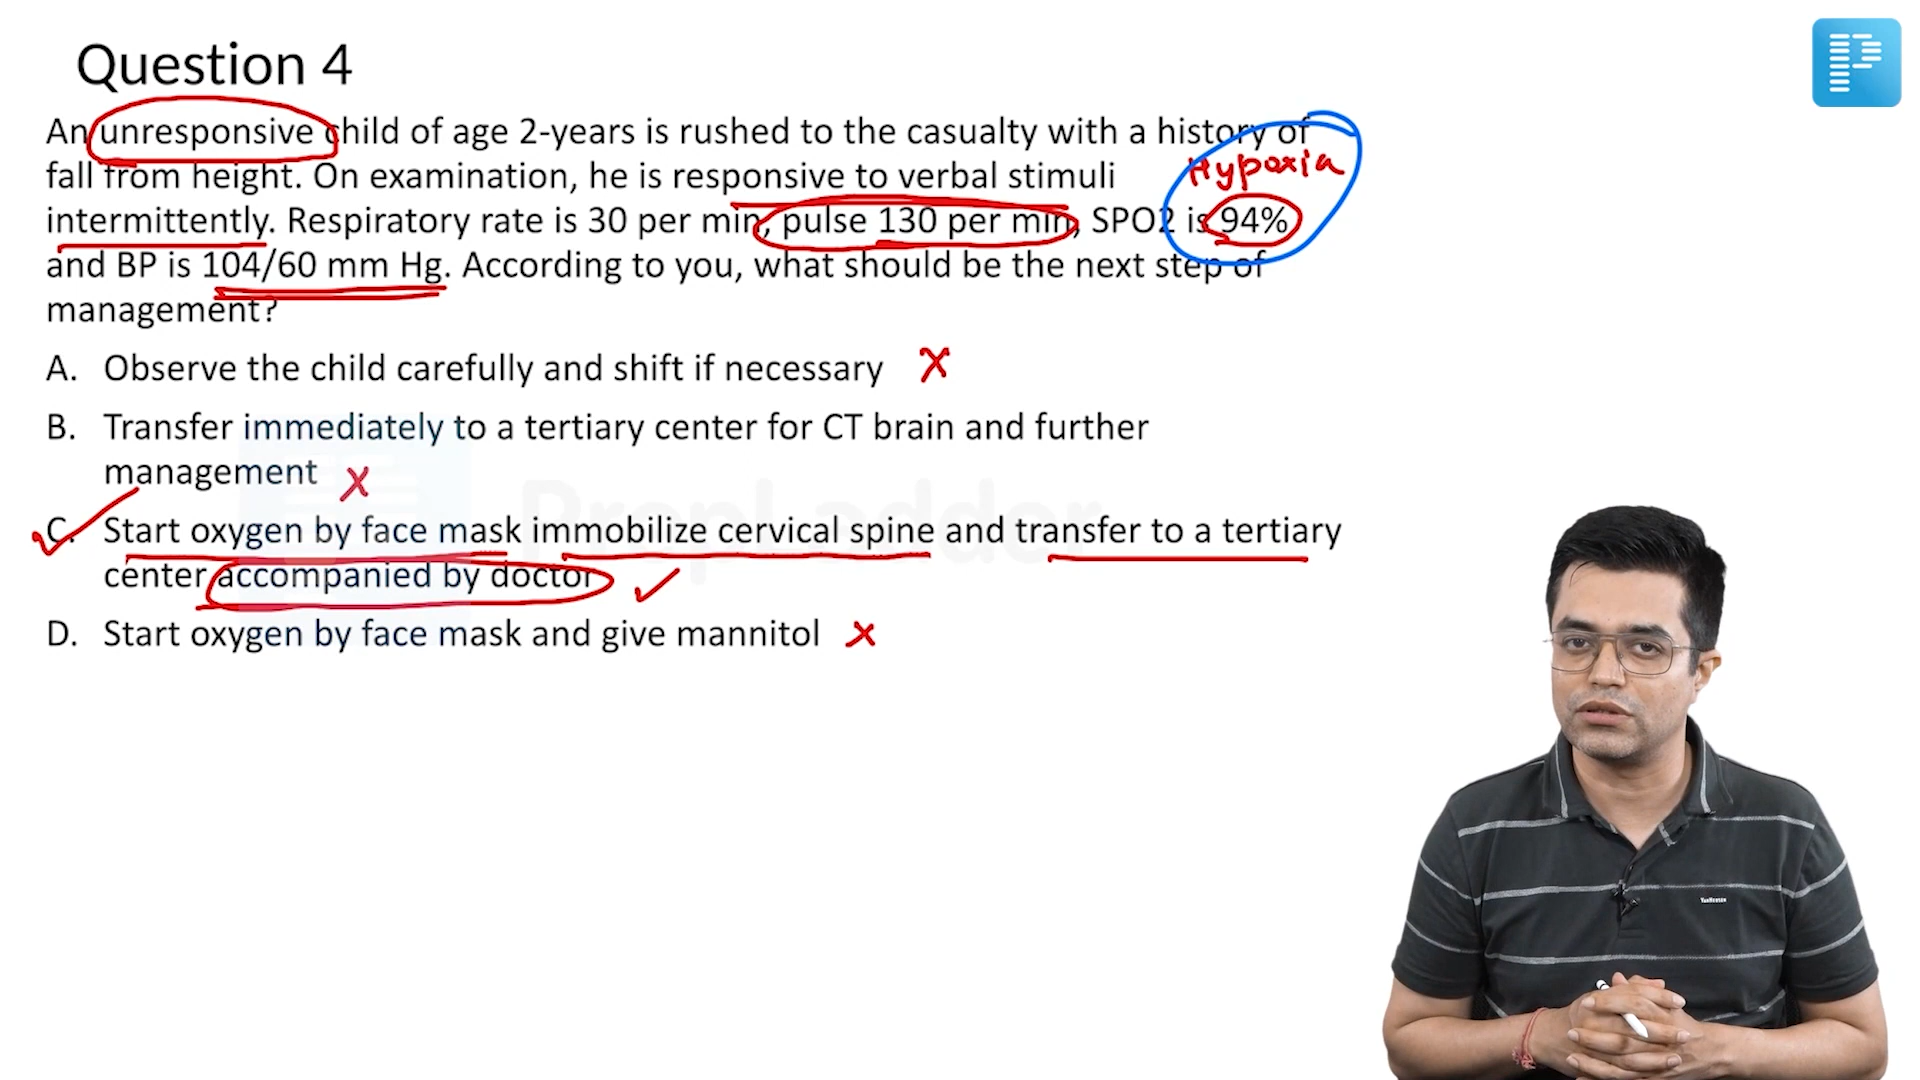 Question 4
An unresponsive child of age 2-years is rushed to the casualty with a history of
Hypoxia
fall from height. On examination, he is responsive to verbal stimuli
intermittently. Respiratory rate is 30 per min, pulse 130 per min, SPO2 is 94%
and BP is 104/60 mm Hg. According to you, what should be the next step of
management?
A. Observe the child carefully and shift if necessary X
B. Transfer immediately to a tertiary center for CT brain and further
management X
C. Start oxygen by face mask immobilize cervical spine and transfer to a tertiary
center accompanied by doctor
D. Start oxygen by face mask and give mannitol X
PrepLadder